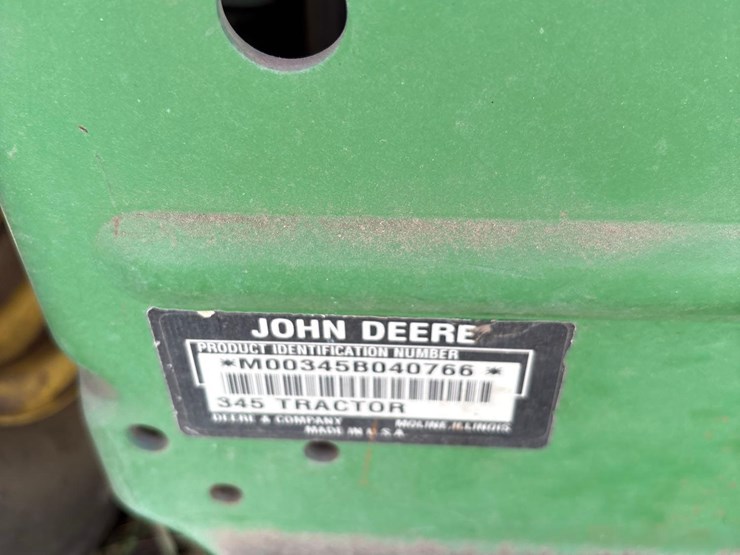 JOHN DEERE
PRODUCT IDENTIFICATION NUMBER
*M00345B040766*
345 TRACTOR
DEERE & COMPANY MOLINE, ILLINOIS
MADE IN U.S.A.